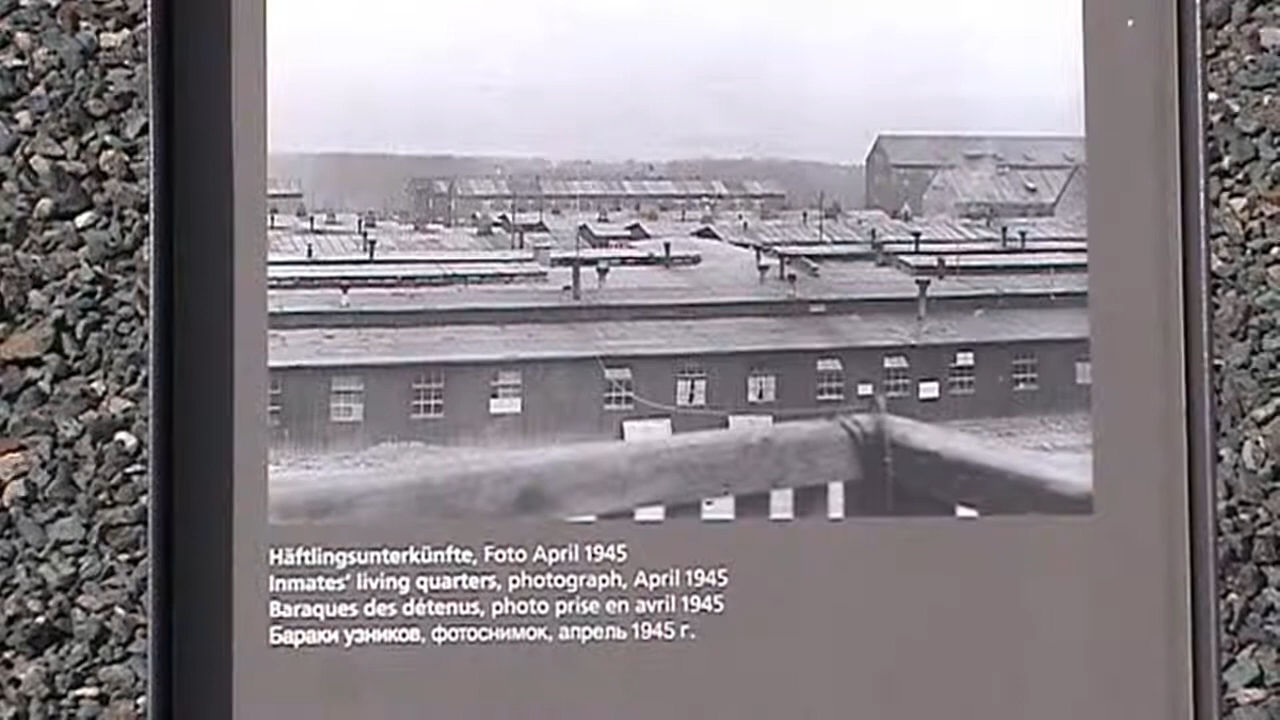 Häftlingsunterkünfte, Foto April 1945
Inmates' living quarters, photograph, April 1945
Baraques des détenus, photo prise en avril 1945
Бараки узников, фотоснимок, апрель 1945 г.